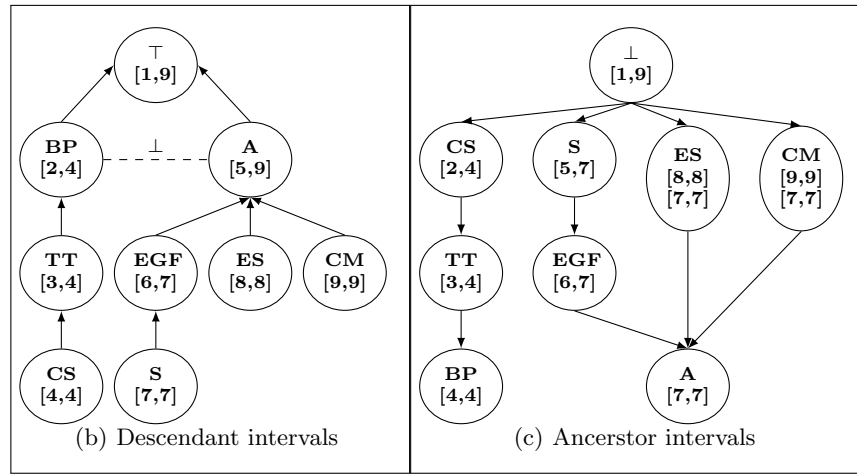 ⊤
[1,9]
BP
[2,4]
⊥
A
[5,9]
TT
[3,4]
EGF
[6,7]
ES
[8,8]
CM
[9,9]
CS
[4,4]
S
[7,7]
(b) Descendant intervals
⊥
[1,9]
CS
[2,4]
S
[5,7]
ES
[8,8]
[7,7]
CM
[9,9]
[7,7]
TT
[3,4]
EGF
[6,7]
BP
[4,4]
A
[7,7]
(c) Ancerstor intervals